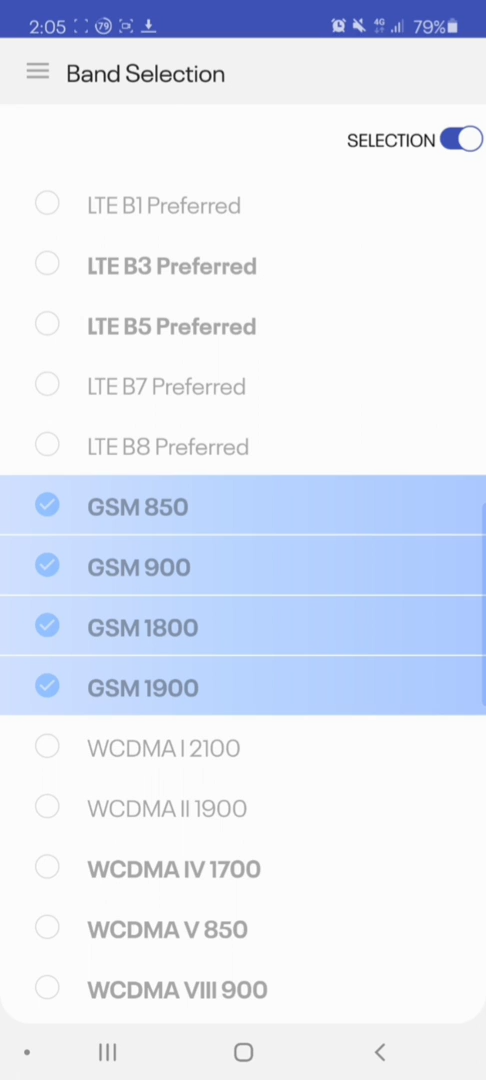 2:05 79 4G 79%
Band Selection
SELECTION
LTE B1 Preferred
LTE B3 Preferred
LTE B5 Preferred
LTE B7 Preferred
LTE B8 Preferred
GSM 850
GSM 900
GSM 1800
GSM 1900
WCDMA I 2100
WCDMA II 1900
WCDMA IV 1700
WCDMA V 850
WCDMA VIII 900